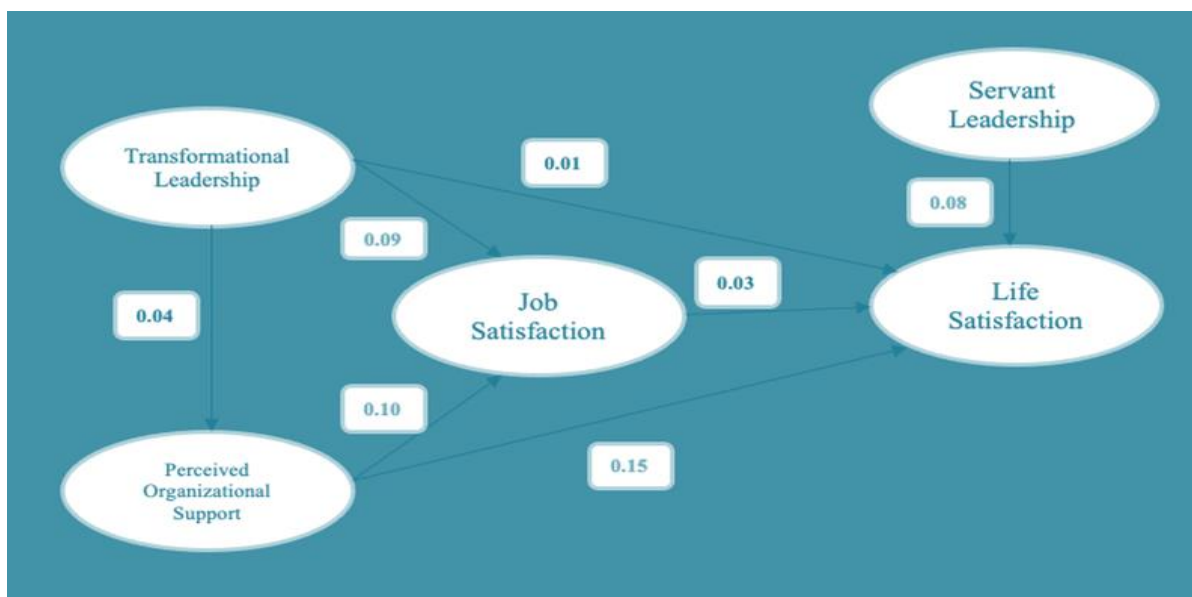 Servant
Leadership
Transformational
Leadership
0.01
0.08
0.09
0.03
Job
Satisfaction
Life
Satisfaction
0.04
0.10
0.15
Perceived
Organizational
Support